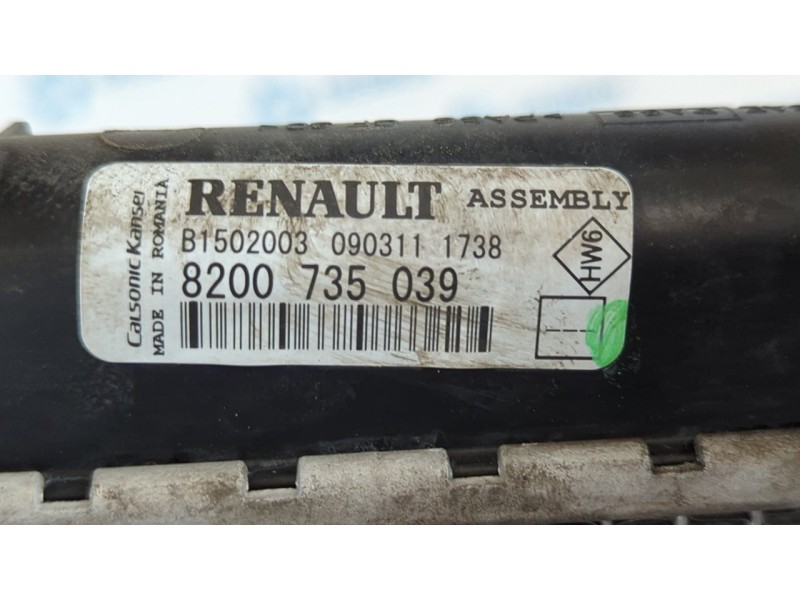 Calsonic Kansei
MADE IN ROMANIA
RENAULT ASSEMBLY
B1502003 090311 1738
8200 735 039
HW6